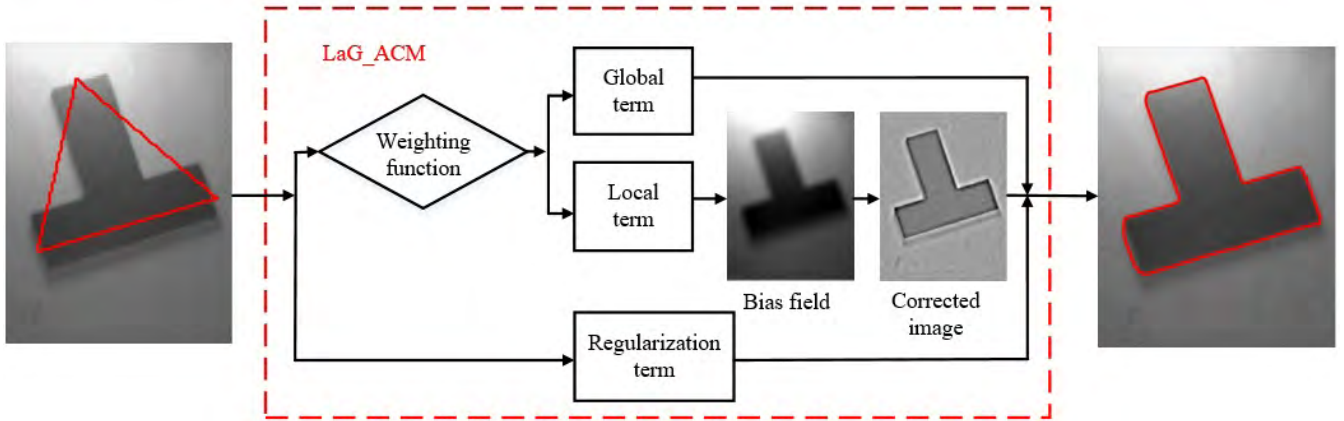 LaG_ACM
Global
term
Weighting
function
Local
term
Bias field
Corrected
image
Regularization
term